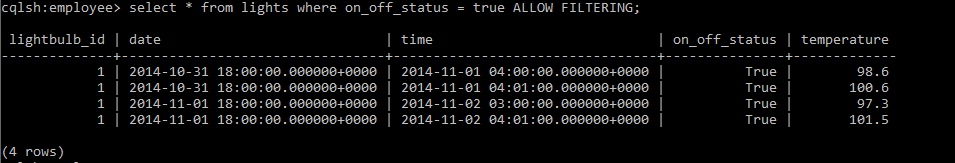 cqlsh:employee> select * from lights where on_off_status = true ALLOW FILTERING;
lightbulb_id | date | time | on_off_status | temperature
--------------+---------------------------------+---------------------------------+---------------+-------------
1 | 2014-10-31 18:00:00.000000+0000 | 2014-11-01 04:00:00.000000+0000 | True | 98.6
1 | 2014-10-31 18:00:00.000000+0000 | 2014-11-01 04:01:00.000000+0000 | True | 100.6
1 | 2014-11-01 18:00:00.000000+0000 | 2014-11-02 03:00:00.000000+0000 | True | 97.3
1 | 2014-11-01 18:00:00.000000+0000 | 2014-11-02 04:01:00.000000+0000 | True | 101.5
(4 rows)